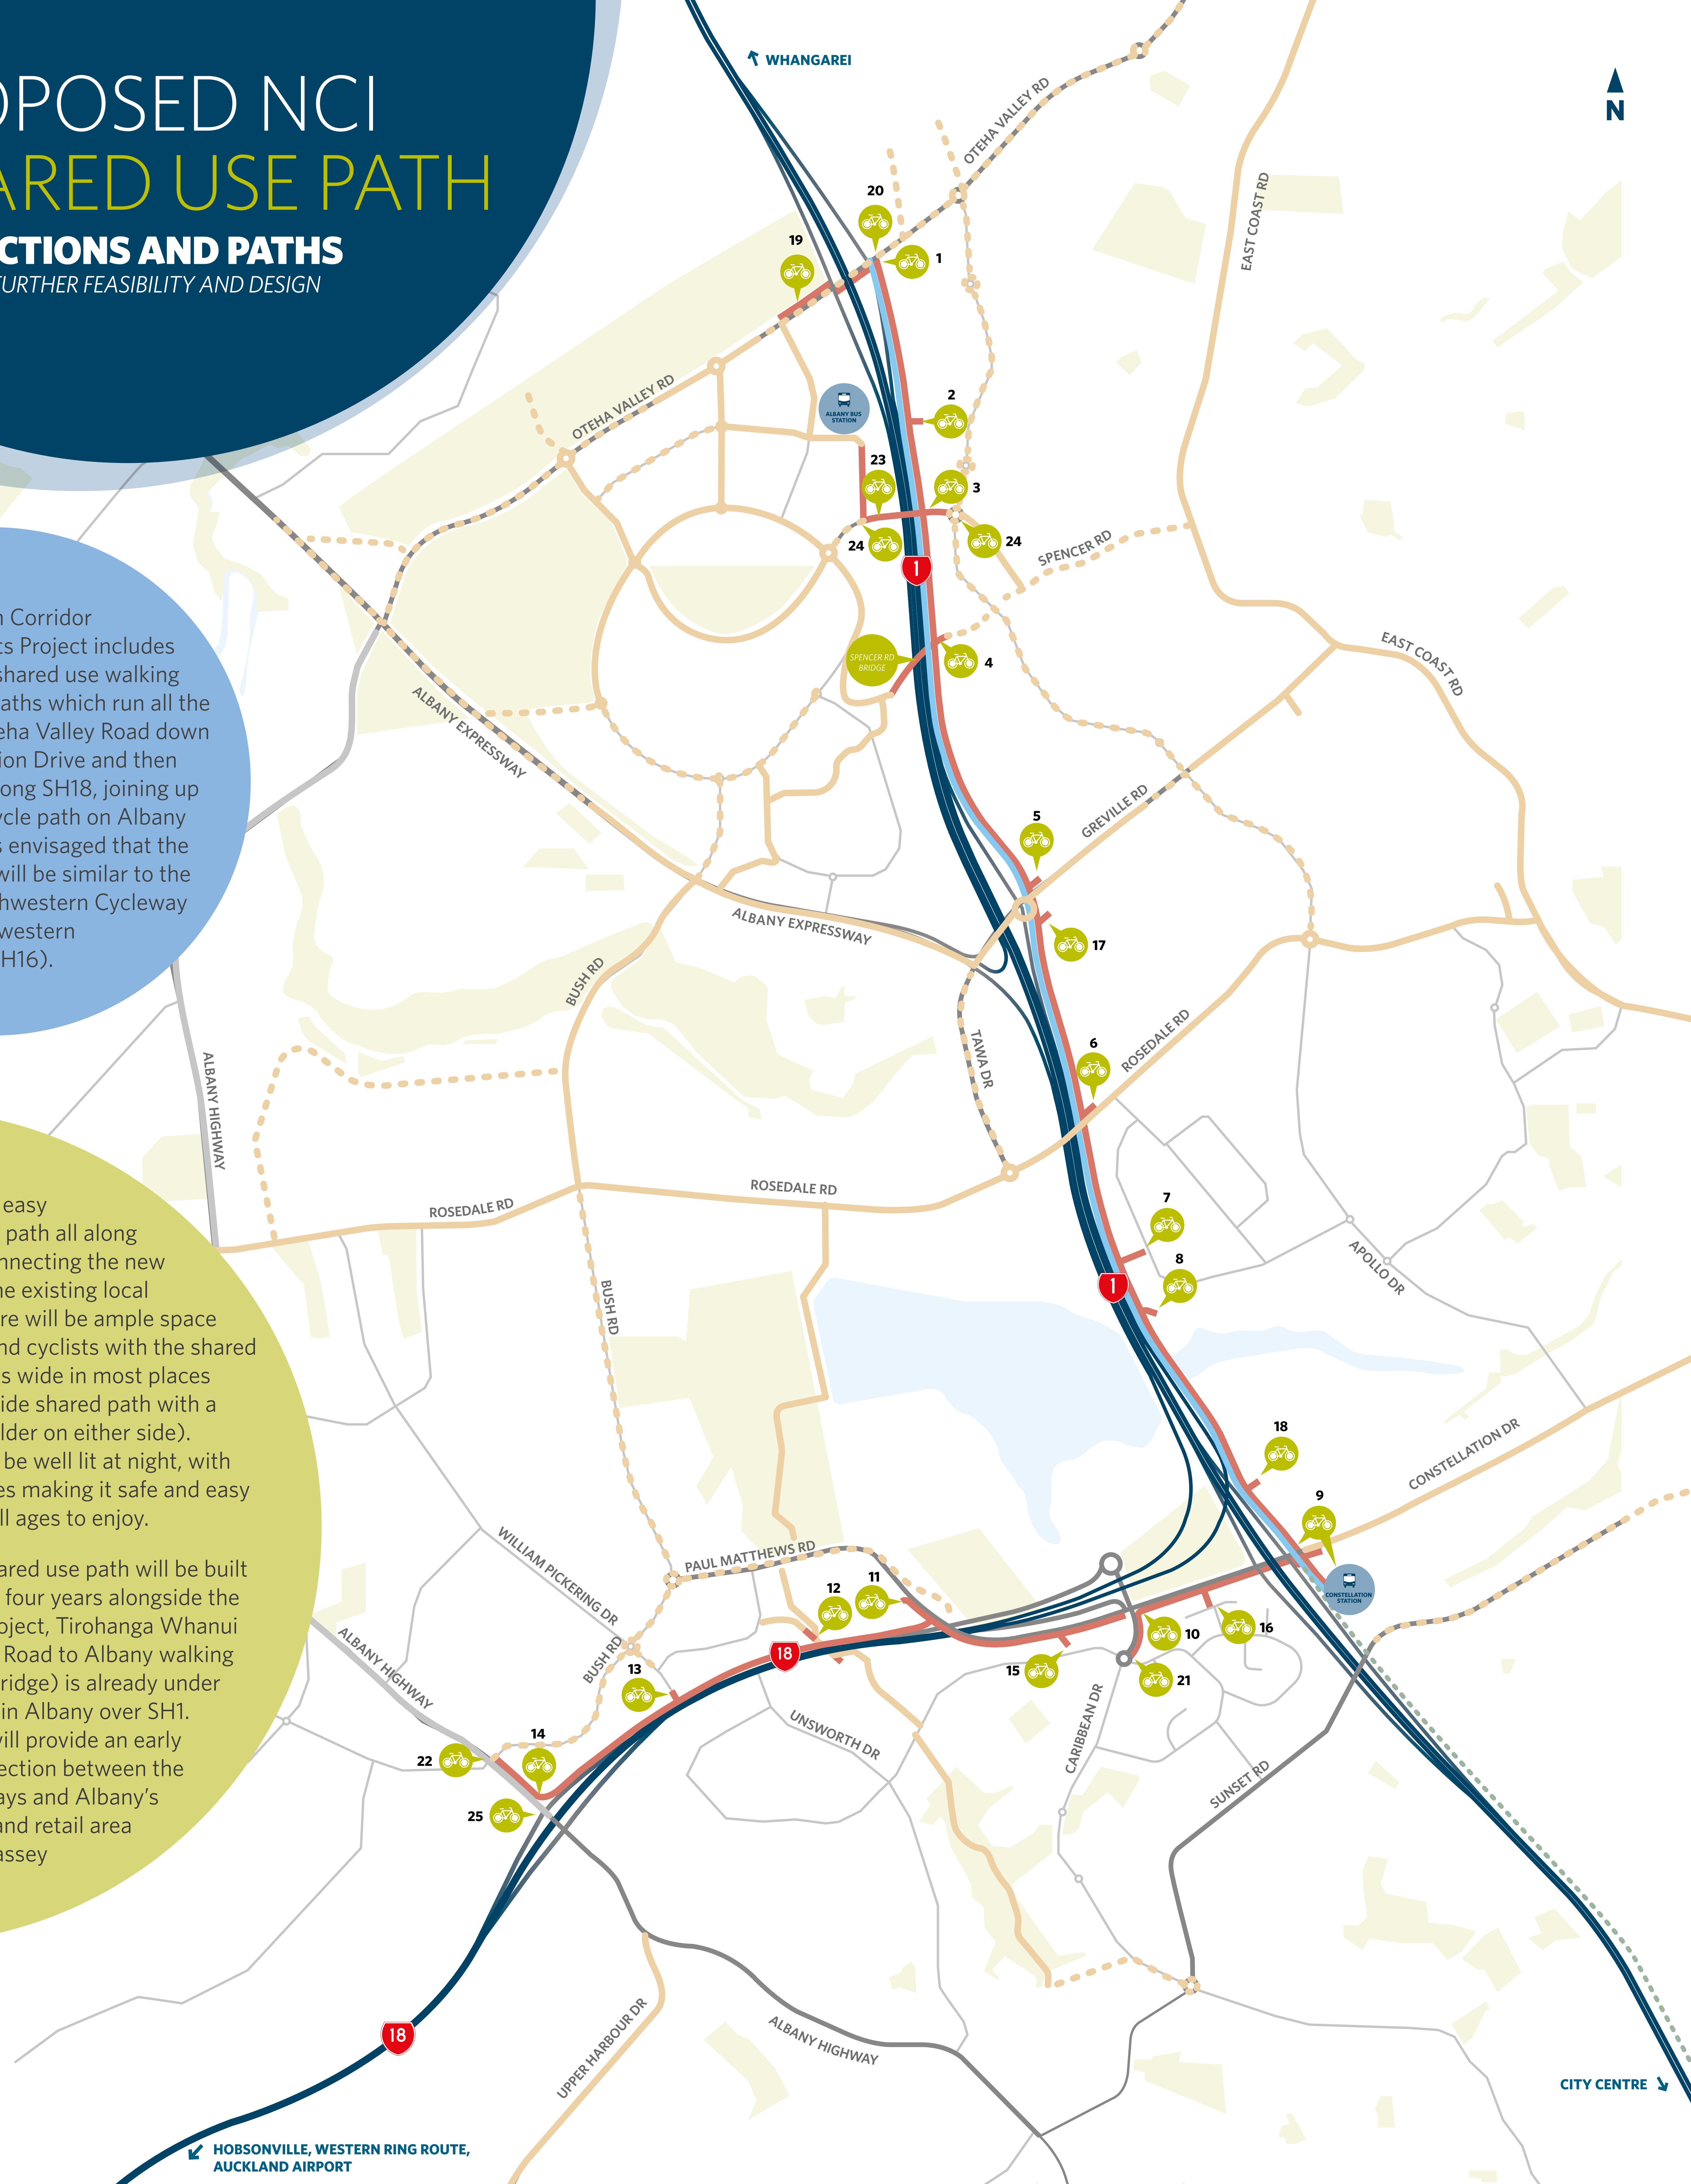 OPOSED NCI
ARED USE PATH
CTIONS AND PATHS
FURTHER FEASIBILITY AND DESIGN
WHANGAREI
N
OTEHA VALLEY RD
EAST COAST RD
20
19
1
OTEHA VALLEY RD
ALBANY BUS
STATION
2
23
3
24
24
SPENCER RD
1
SPENCER RD
BRIDGE
4
EAST COAST RD
n Corridor
ts Project includes
shared use walking
aths which run all the
eha Valley Road down
ion Drive and then
ong SH18, joining up
ycle path on Albany
s envisaged that the
will be similar to the
hwestern Cycleway
western
H16).
ALBANY EXPRESSWAY
5
GREVILLE RD
ALBANY EXPRESSWAY
17
BUSH RD
TAWA DR
6
ROSEDALE RD
ALBANY HIGHWAY
ROSEDALE RD
ROSEDALE RD
7
8
1
APOLLO DR
BUSH RD
easy
path all along
nnecting the new
he existing local
re will be ample space
nd cyclists with the shared
s wide in most places
ide shared path with a
lder on either side).
be well lit at night, with
es making it safe and easy
ll ages to enjoy.
ared use path will be built
four years alongside the
oject, Tirohanga Whanui
Road to Albany walking
ridge) is already under
in Albany over SH1.
will provide an early
ection between the
ays and Albany's
and retail area
assey
18
CONSTELLATION DR
9
CONSTELLATION
STATION
WILLIAM PICKERING DR
PAUL MATTHEWS RD
12
11
10
16
15
21
18
BUSH RD
13
ALBANY HIGHWAY
14
22
25
UNSWORTH DR
CARIBBEAN DR
SUNSET RD
18
UPPER HARBOUR DR
ALBANY HIGHWAY
CITY CENTRE
HOBSONVILLE, WESTERN RING ROUTE,
AUCKLAND AIRPORT